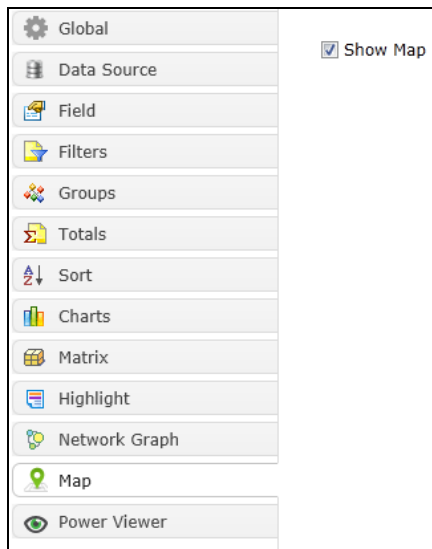 Global
Show Map
Data Source
Field
Filters
Groups
Totals
Sort
Charts
Matrix
Highlight
Network Graph
Map
Power Viewer